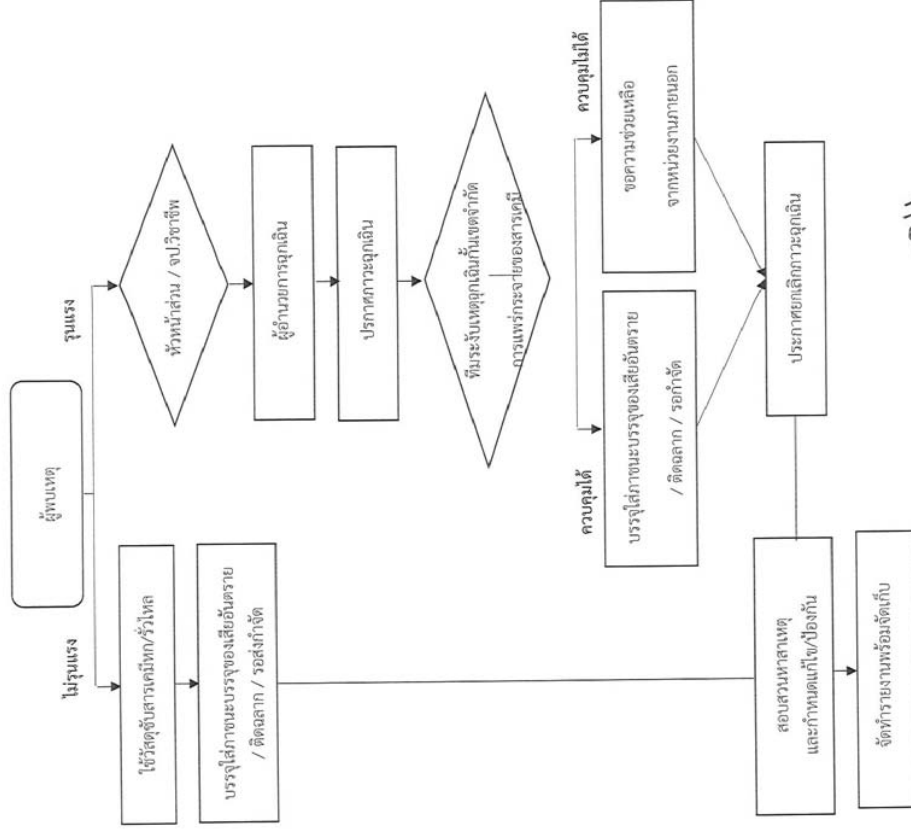 ผู้พบเหตุ
ไม่รุนแรง
รุนแรง
ใช้วัสดุซับสารเคมีหก/รั่วไหล
บรรจุใส่ภาชนะบรรจุของเสียอันตราย
/ ติดฉลาก / รอส่งกำจัด
หัวหน้าส่วน / จป.วิชาชีพ
ผู้อำนวยการฉุกเฉิน
ประกาศภาวะฉุกเฉิน
ทีมระงับเหตุฉุกเฉินกั้นเขตจำกัด
การแพร่กระจายของสารเคมี
ควบคุมได้
ควบคุมไม่ได้
บรรจุใส่ภาชนะบรรจุของเสียอันตราย
/ ติดฉลาก / รอกำจัด
ขอความช่วยเหลือ
จากหน่วยงานภายนอก
ประกาศยกเลิกภาวะฉุกเฉิน
สอบสวนหาสาเหตุ
และกำหนดแก้ไข/ป้องกัน
จัดทำรายงานพร้อมจัดเก็บ